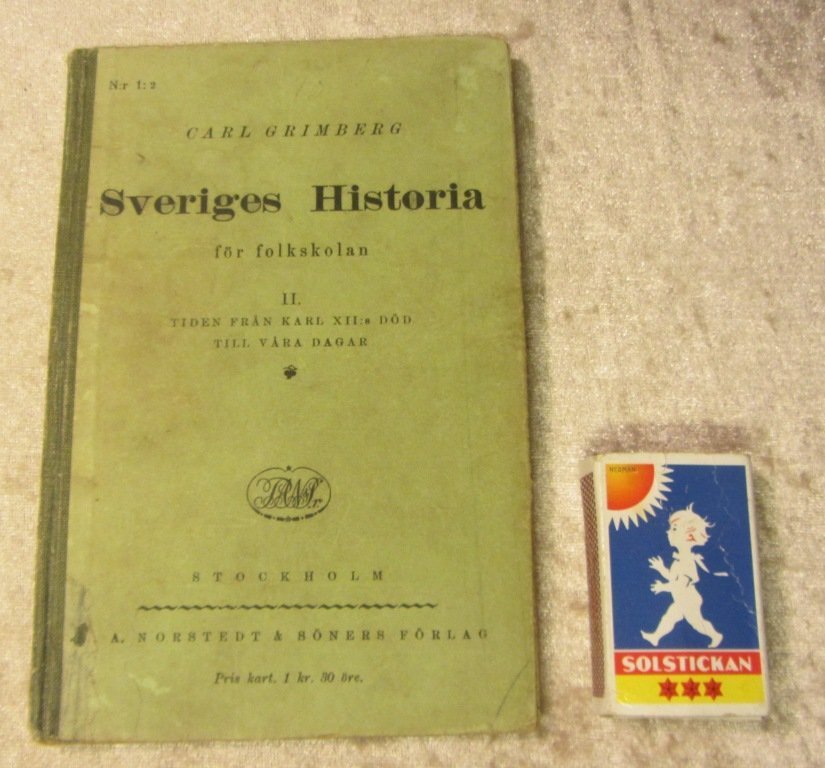 N:r 1:2
CARL GRIMBERG
Sveriges Historia
för folkskolan
II.
TIDEN FRÅN KARL XII:s DÖD
TILL VÅRA DAGAR
STOCKHOLM
A. NORSTEDT & SÖNERS FÖRLAG
Pris kart. 1 kr. 30 öre.
NERMAN
SOLSTICKAN